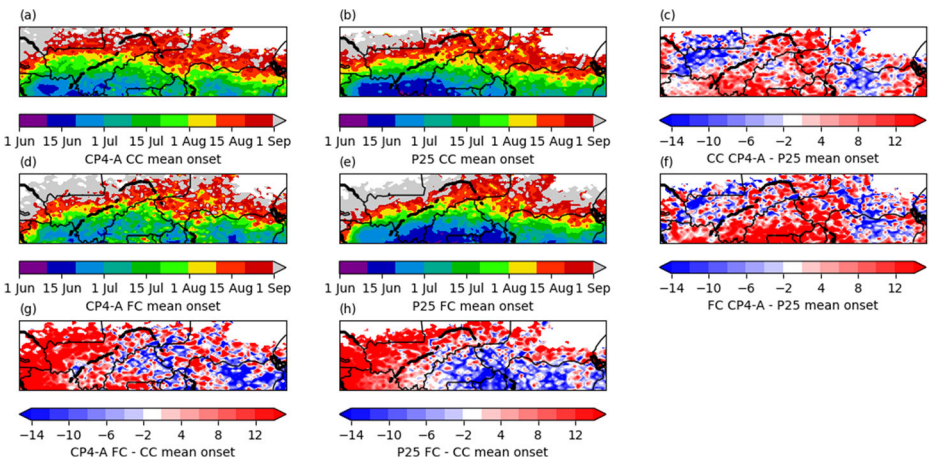 (a) (b) (c)
1 Jun 15 Jun 1 Jul 15 Jul 1 Aug 15 Aug 1 Sep
CP4-A CC mean onset
1 Jun 15 Jun 1 Jul 15 Jul 1 Aug 15 Aug 1 Sep
P25 CC mean onset
−14 −10 −6 −2 4 8 12
CC CP4-A - P25 mean onset
(d) (e) (f)
1 Jun 15 Jun 1 Jul 15 Jul 1 Aug 15 Aug 1 Sep
CP4-A FC mean onset
1 Jun 15 Jun 1 Jul 15 Jul 1 Aug 15 Aug 1 Sep
P25 FC mean onset
−14 −10 −6 −2 4 8 12
FC CP4-A - P25 mean onset
(g) (h)
−14 −10 −6 −2 4 8 12
CP4-A FC - CC mean onset
−14 −10 −6 −2 4 8 12
P25 FC - CC mean onset